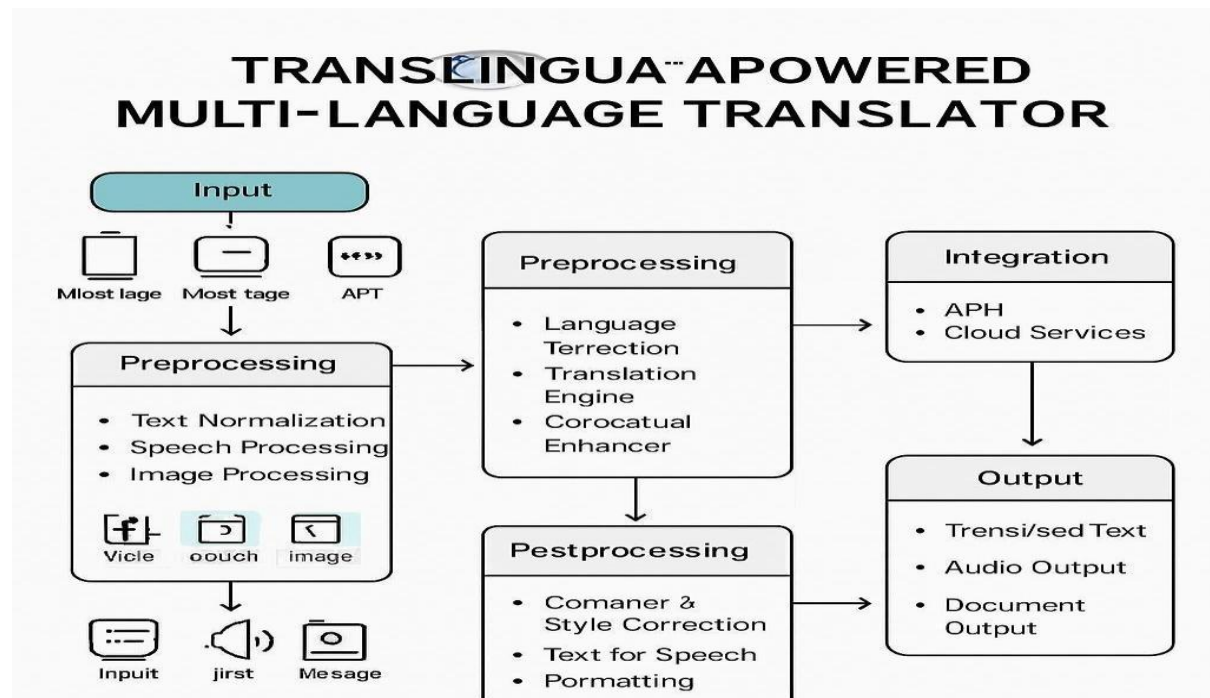 TRANSLINGUA---APOWERED
MULTI-LANGUAGE TRANSLATOR
Input
Mlost lage
Most tage
APT
Preprocessing
• Text Normalization
• Speech Processing
• Image Processing
Vicle
oouch
image
Inpuit
jirst
Mesage
Preprocessing
• Language
Terrection
• Translation
Engine
• Corocatual
Enhancer
Pestprocessing
• Comaner &
Style Correction
• Text for Speech
• Pormatting
Integration
• APH
• Cloud Services
Output
• Trensi/sed Text
• Audio Output
• Document
Output